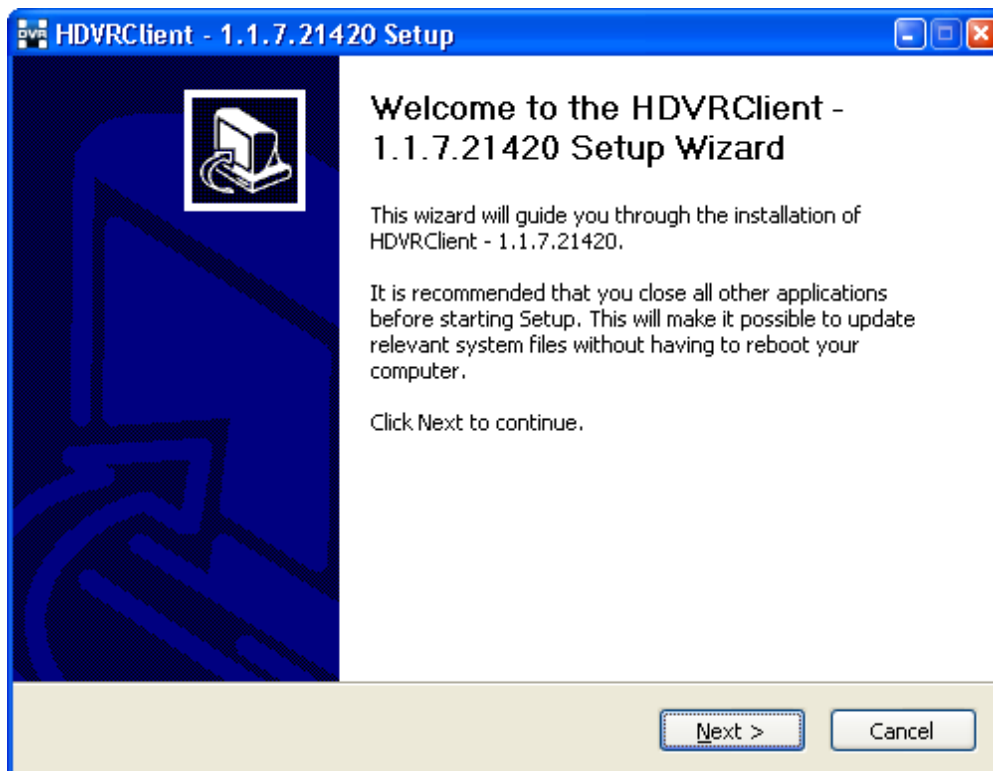 DVR HDVRClient - 1.1.7.21420 Setup
Welcome to the HDVRClient -
1.1.7.21420 Setup Wizard
This wizard will guide you through the installation of
HDVRClient - 1.1.7.21420.
It is recommended that you close all other applications
before starting Setup. This will make it possible to update
relevant system files without having to reboot your
computer.
Click Next to continue.
Next >
Cancel